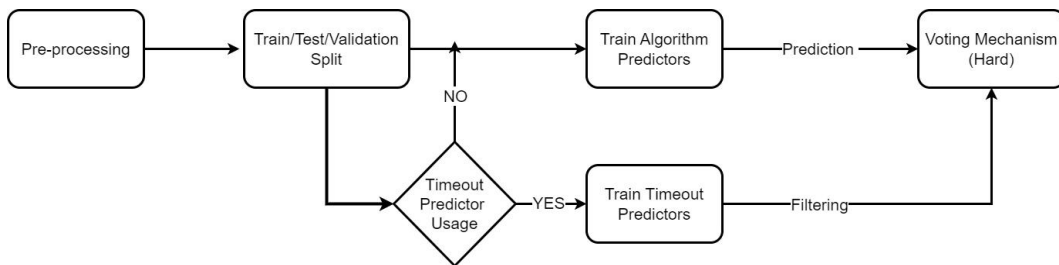 Pre-processing
Train/Test/Validation
Split
Train Algorithm
Predictors
Prediction
Voting Mechanism
(Hard)
NO
Timeout
Predictor
Usage
YES
Train Timeout
Predictors
Filtering